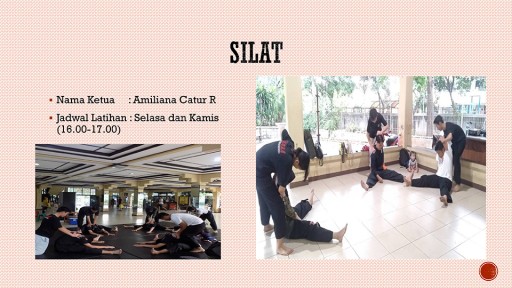 SILAT
Nama Ketua : Amiliana Catur R
Jadwal Latihan : Selasa dan Kamis
(16.00-17.00)